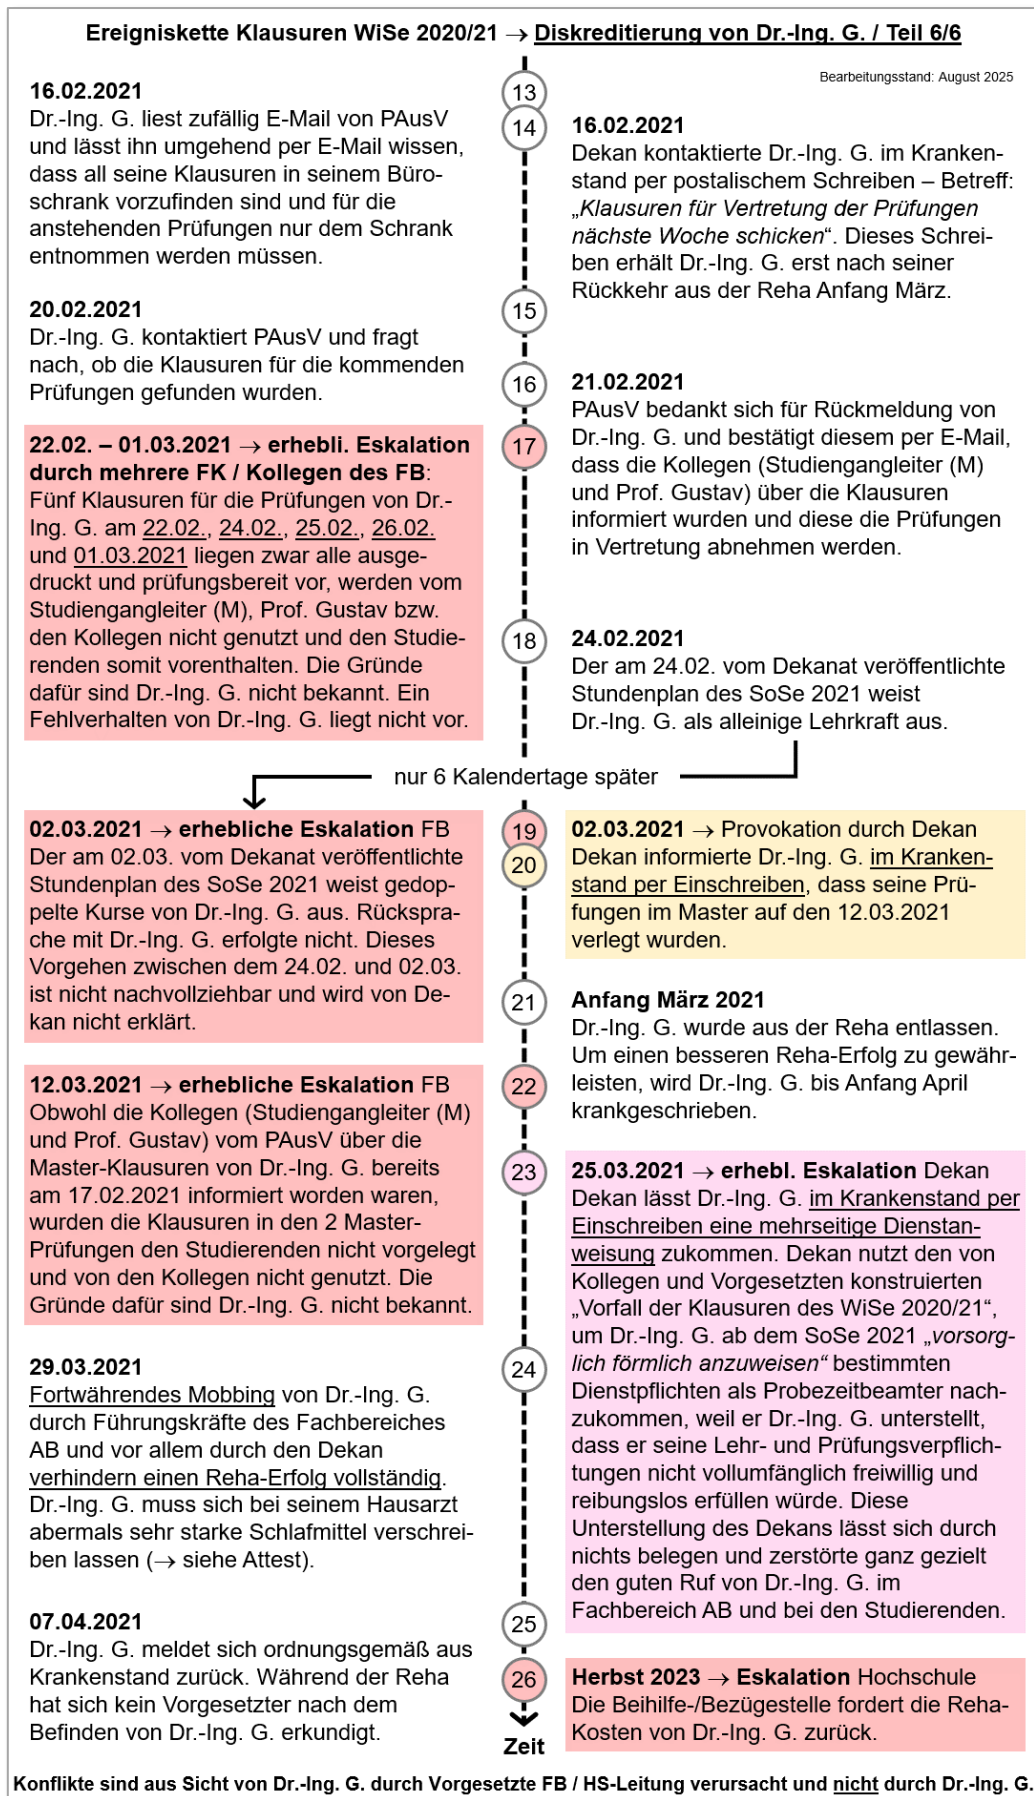 Ereigniskette Klausuren WiSe 2020/21 → Diskreditierung von Dr.-Ing. G. / Teil 6/6
Bearbeitungsstand: August 2025
13
16.02.2021
Dr.-Ing. G. liest zufällig E-Mail von PAusV
und lässt ihn umgehend per E-Mail wissen,
dass all seine Klausuren in seinem Büro-
schrank vorzufinden sind und für die
anstehenden Prüfungen nur dem Schrank
entnommen werden müssen.
14
16.02.2021
Dekan kontaktierte Dr.-Ing. G. im Kranken-
stand per postalischem Schreiben – Betreff:
„Klausuren für Vertretung der Prüfungen
nächste Woche schicken“. Dieses Schrei-
ben erhält Dr.-Ing. G. erst nach seiner
Rückkehr aus der Reha Anfang März.
15
20.02.2021
Dr.-Ing. G. kontaktiert PAusV und fragt
nach, ob die Klausuren für die kommenden
Prüfungen gefunden wurden.
16
21.02.2021
PAusV bedankt sich für Rückmeldung von
Dr.-Ing. G. und bestätigt diesem per E-Mail,
dass die Kollegen (Studiengangleiter (M)
und Prof. Gustav) über die Klausuren
informiert wurden und diese die Prüfungen
in Vertretung abnehmen werden.
17
22.02. – 01.03.2021 → erhebli. Eskalation
durch mehrere FK / Kollegen des FB:
Fünf Klausuren für die Prüfungen von Dr.-
Ing. G. am 22.02., 24.02., 25.02., 26.02.
und 01.03.2021 liegen zwar alle ausge-
druckt und prüfungsbereit vor, werden vom
Studiengangleiter (M), Prof. Gustav bzw.
den Kollegen nicht genutzt und den Studie-
renden somit vorenthalten. Die Gründe
dafür sind Dr.-Ing. G. nicht bekannt. Ein
Fehlverhalten von Dr.-Ing. G. liegt nicht vor.
18
24.02.2021
Der am 24.02. vom Dekanat veröffentlichte
Stundenplan des SoSe 2021 weist
Dr.-Ing. G. als alleinige Lehrkraft aus.
nur 6 Kalendertage später
19
02.03.2021 → erhebliche Eskalation FB
Der am 02.03. vom Dekanat veröffentlichte
Stundenplan des SoSe 2021 weist gedop-
pelte Kurse von Dr.-Ing. G. aus. Rückspra-
che mit Dr.-Ing. G. erfolgte nicht. Dieses
Vorgehen zwischen dem 24.02. und 02.03.
ist nicht nachvollziehbar und wird von De-
kan nicht erklärt.
20
02.03.2021 → Provokation durch Dekan
Dekan informierte Dr.-Ing. G. im Kranken-
stand per Einschreiben, dass seine Prü-
fungen im Master auf den 12.03.2021
verlegt wurden.
21
Anfang März 2021
Dr.-Ing. G. wurde aus der Reha entlassen.
Um einen besseren Reha-Erfolg zu gewähr-
leisten, wird Dr.-Ing. G. bis Anfang April
krankgeschrieben.
22
12.03.2021 → erhebliche Eskalation FB
Obwohl die Kollegen (Studiengangleiter (M)
und Prof. Gustav) vom PAusV über die
Master-Klausuren von Dr.-Ing. G. bereits
am 17.02.2021 informiert worden waren,
wurden die Klausuren in den 2 Master-
Prüfungen den Studierenden nicht vorgelegt
und von den Kollegen nicht genutzt. Die
Gründe dafür sind Dr.-Ing. G. nicht bekannt.
23
25.03.2021 → erhebl. Eskalation Dekan
Dekan lässt Dr.-Ing. G. im Krankenstand per
Einschreiben eine mehrseitige Dienstan-
weisung zukommen. Dekan nutzt den von
Kollegen und Vorgesetzten konstruierten
„Vorfall der Klausuren des WiSe 2020/21“,
um Dr.-Ing. G. ab dem SoSe 2021 „vorsorg-
lich förmlich anzuweisen“ bestimmten
Dienstpflichten als Probezeitbeamter nach-
zukommen, weil er Dr.-Ing. G. unterstellt,
dass er seine Lehr- und Prüfungsverpflich-
tungen nicht vollumfänglich freiwillig und
reibungslos erfüllen würde. Diese
Unterstellung des Dekans lässt sich durch
nichts belegen und zerstörte ganz gezielt
den guten Ruf von Dr.-Ing. G. im
Fachbereich AB und bei den Studierenden.
24
29.03.2021
Fortwährendes Mobbing von Dr.-Ing. G.
durch Führungskräfte des Fachbereiches
AB und vor allem durch den Dekan
verhindern einen Reha-Erfolg vollständig.
Dr.-Ing. G. muss sich bei seinem Hausarzt
abermals sehr starke Schlafmittel verschrei-
ben lassen (→ siehe Attest).
25
07.04.2021
Dr.-Ing. G. meldet sich ordnungsgemäß aus
Krankenstand zurück. Während der Reha
hat sich kein Vorgesetzter nach dem
Befinden von Dr.-Ing. G. erkundigt.
26
Herbst 2023 → Eskalation Hochschule
Die Beihilfe-/Bezügestelle fordert die Reha-
Kosten von Dr.-Ing. G. zurück.
Zeit
Konflikte sind aus Sicht von Dr.-Ing. G. durch Vorgesetzte FB / HS-Leitung verursacht und nicht durch Dr.-Ing. G.